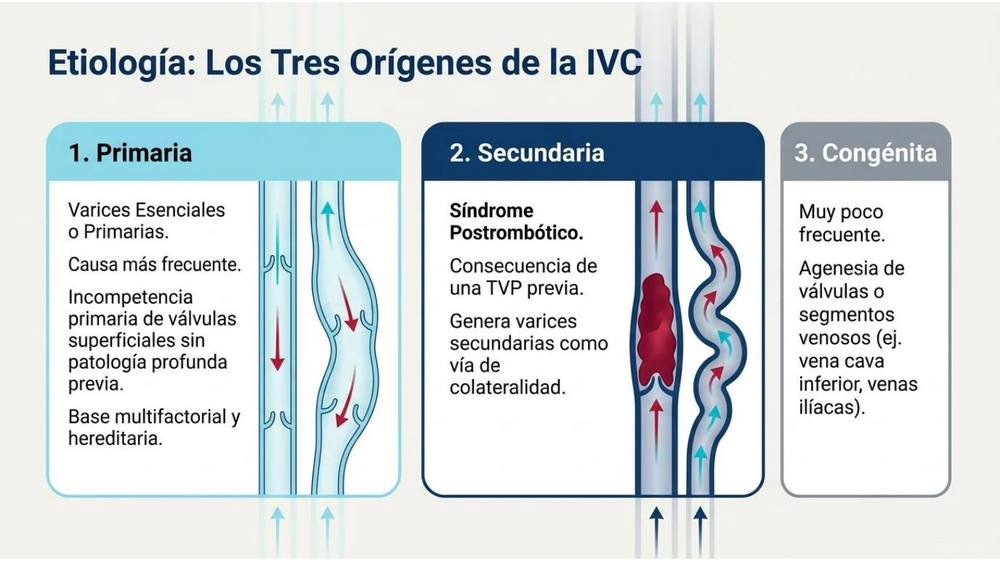 Etiología: Los Tres Orígenes de la IVC
1. Primaria
Varices Esenciales
o Primarias.
Causa más frecuente.
Incompetencia
primaria de válvulas
superficiales sin
patología profunda
previa.
Base multifactorial y
hereditaria.
2. Secundaria
Síndrome
Postrombótico.
Consecuencia de
una TVP previa.
Genera varices
secundarias como
vía de
colateralidad.
3. Congénita
Muy poco
frecuente.
Agenesia de
válvulas o
segmentos
venosos (ej.
vena cava
inferior, venas
ilíacas).